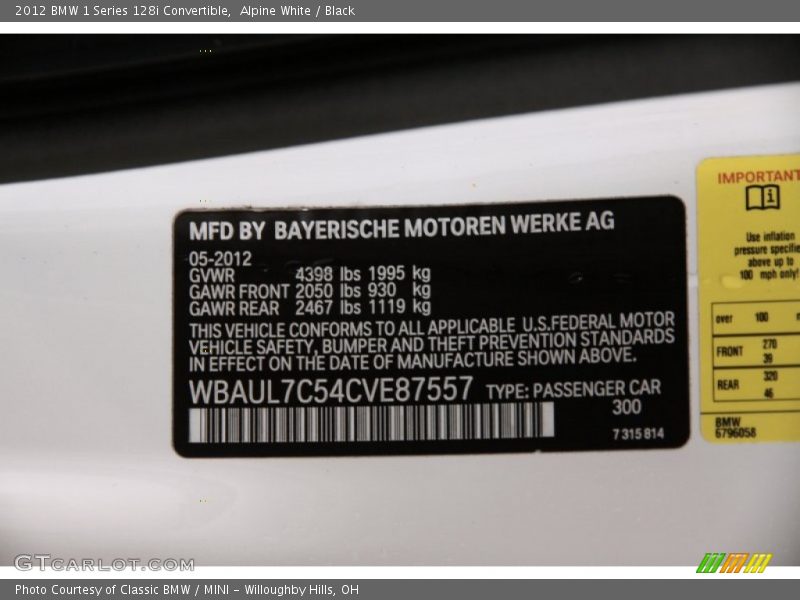 2012 BMW 1 Series 128i Convertible, Alpine White / Black
MFD BY BAYERISCHE MOTOREN WERKE AG
05-2012
GVWR 4398 lbs 1995 kg
GAWR FRONT 2050 lbs 930 kg
GAWR REAR 2467 lbs 1119 kg
THIS VEHICLE CONFORMS TO ALL APPLICABLE U.S.FEDERAL MOTOR
VEHICLE SAFETY, BUMPER AND THEFT PREVENTION STANDARDS
IN EFFECT ON THE DATE OF MANUFACTURE SHOWN ABOVE.
WBAUL7C54CVE87557 TYPE: PASSENGER CAR
300
7 315 814
IMPORTANT
Use inflation
pressure specifie
above up to
100 mph only!
over 100 m
FRONT 270
39
REAR 320
46
BMW
6796058
GTCARLOT.COM
Photo Courtesy of Classic BMW / MINI - Willoughby Hills, OH